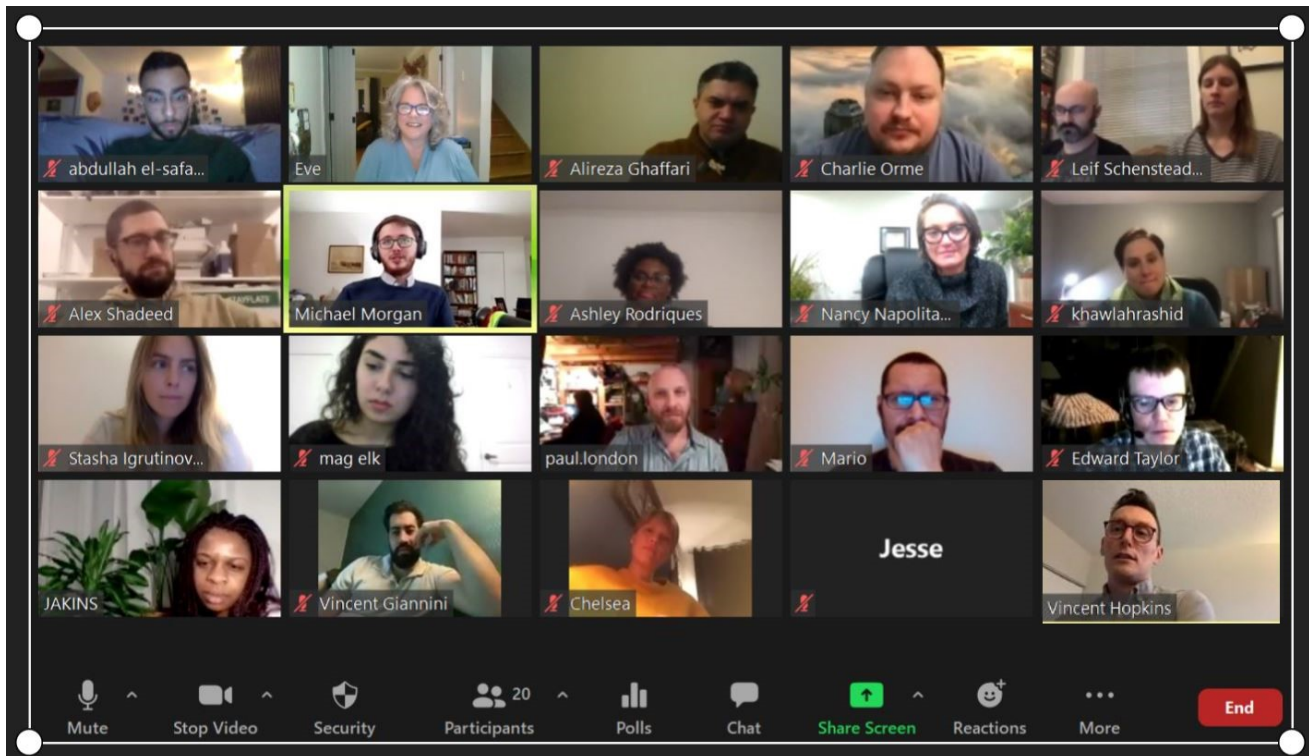 abdullah el-safa...
Eve
Alireza Ghaffari
Charlie Orme
Leif Schenstead...
Alex Shadeed
Michael Morgan
Ashley Rodriques
Nancy Napolita...
khawlahrashid
Stasha Igrutinov...
mag elk
paul.london
Mario
Edward Taylor
JAKINS
Vincent Giannini
Chelsea
Jesse
Vincent Hopkins
20
Mute
Stop Video
Security
Participants
Polls
Chat
Share Screen
Reactions
More
End